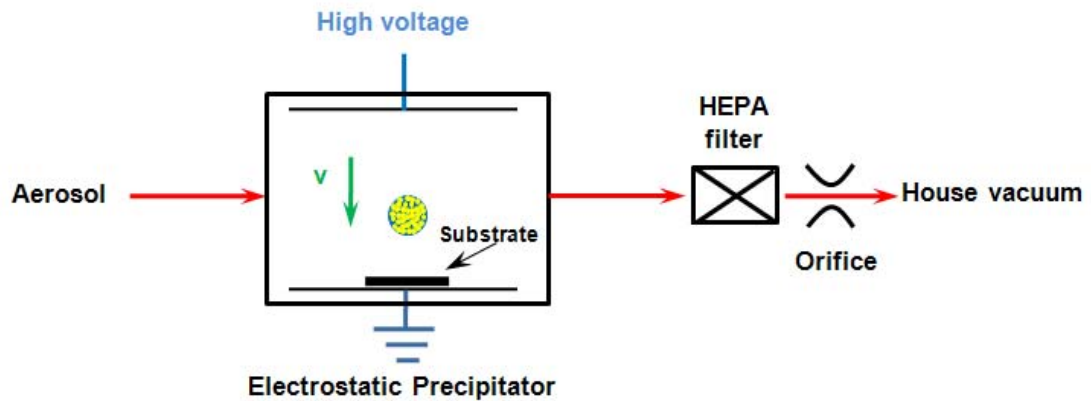 High voltage
HEPA
filter
Aerosol
v
Substrate
House vacuum
Orifice
Electrostatic Precipitator